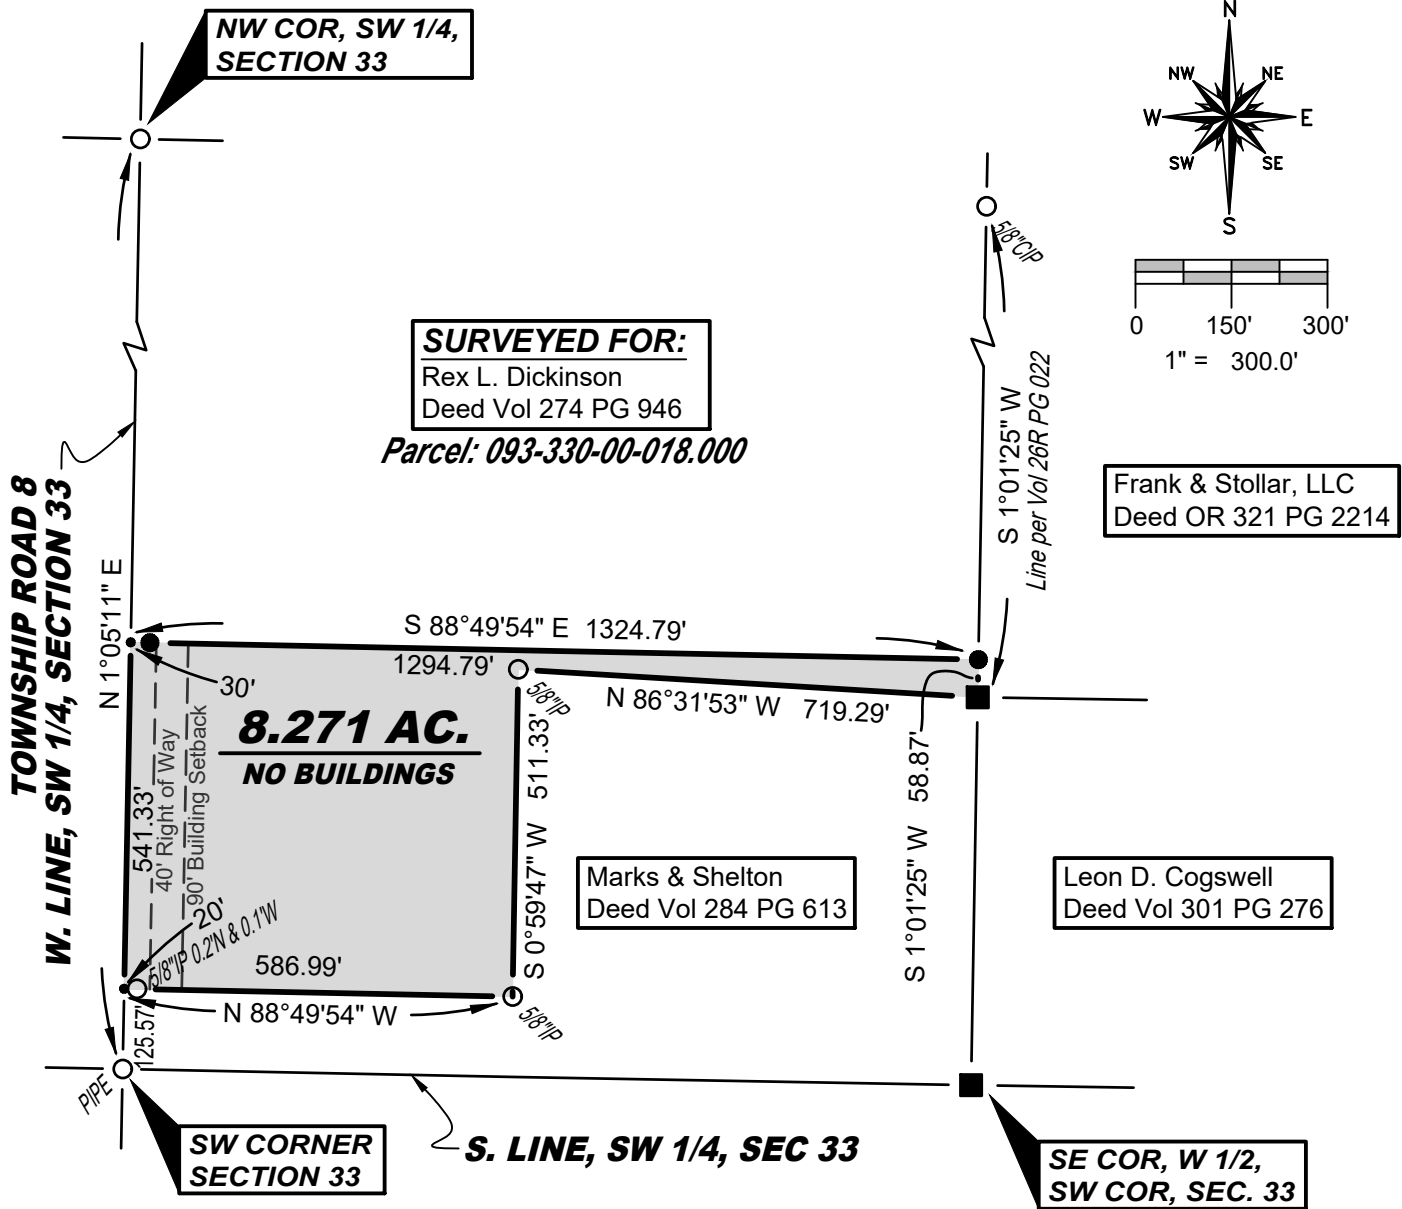 NW COR, SW 1/4,
SECTION 33
N
NW
NE
W
E
SW
SE
S
5/8"CIP
0 150' 300'
1" = 300.0'
SURVEYED FOR:
Rex L. Dickinson
Deed Vol 274 PG 946
Parcel: 093-330-00-018.000
S 1°01'25" W
Line per Vol 26R PG 022
Frank & Stollar, LLC
Deed OR 321 PG 2214
TOWNSHIP ROAD 8
W. LINE, SW 1/4, SECTION 33
N 1°05'11" E
S 88°49'54" E 1324.79'
1294.79'
30'
5/8"IP
N 86°31'53" W 719.29'
8.271 AC.
NO BUILDINGS
541.33'
40' Right of Way
90' Building Setback
S 0°59'47" W 511.33'
S 1°01'25" W 58.87'
Marks & Shelton
Deed Vol 284 PG 613
Leon D. Cogswell
Deed Vol 301 PG 276
20'
5/8"IP 0.2'N & 0.1'W
586.99'
N 88°49'54" W
5/8"IP
125.57'
PIPE
SW CORNER
SECTION 33
S. LINE, SW 1/4, SEC 33
SE COR, W 1/2,
SW COR, SEC. 33